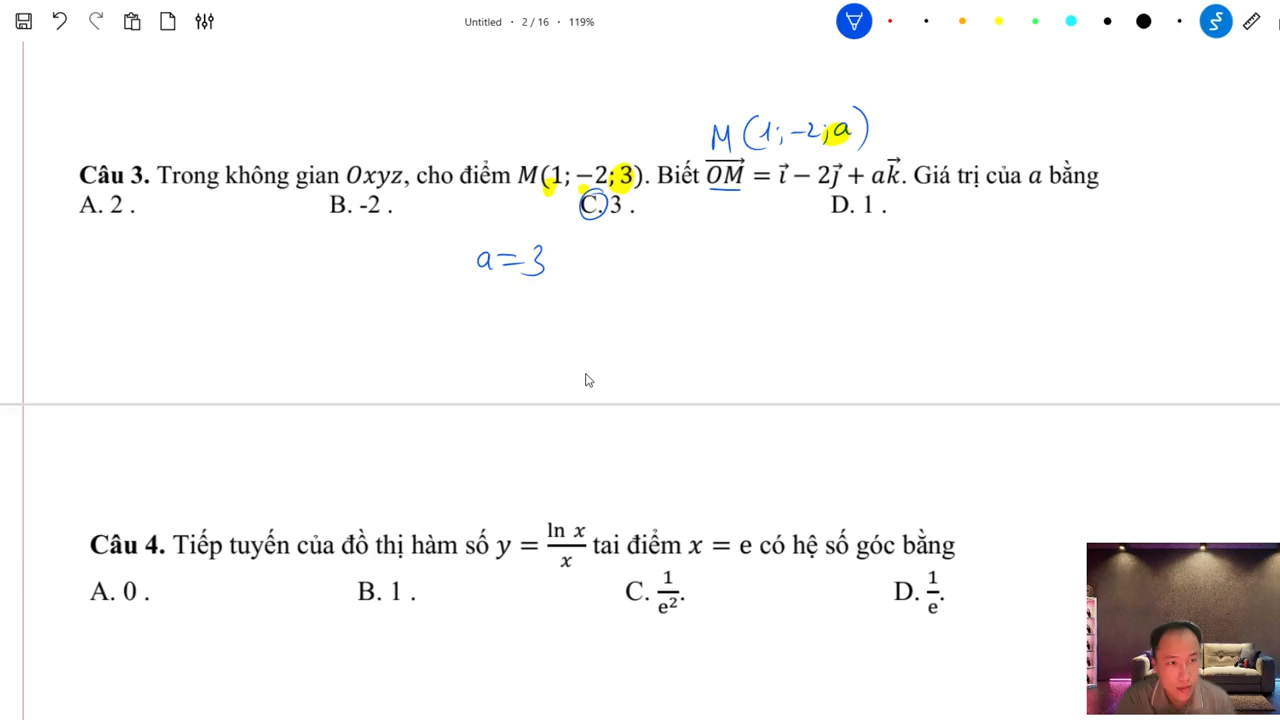 Untitled • 2 / 16 • 119%
M(1; -2; a)
Câu 3. Trong không gian Oxyz, cho điểm M(1; −2; 3). Biết $\overrightarrow{OM} = \vec{i} − 2\vec{j} + a\vec{k}$. Giá trị của a bằng
A. 2 . B. -2 . C. 3 . D. 1 .
a = 3
Câu 4. Tiếp tuyến của đồ thị hàm số $y = \frac{\ln x}{x}$ tai điểm x = e có hệ số góc bằng
A. 0 . B. 1 . C. $\frac{1}{e^2}$. D. $\frac{1}{e}$.